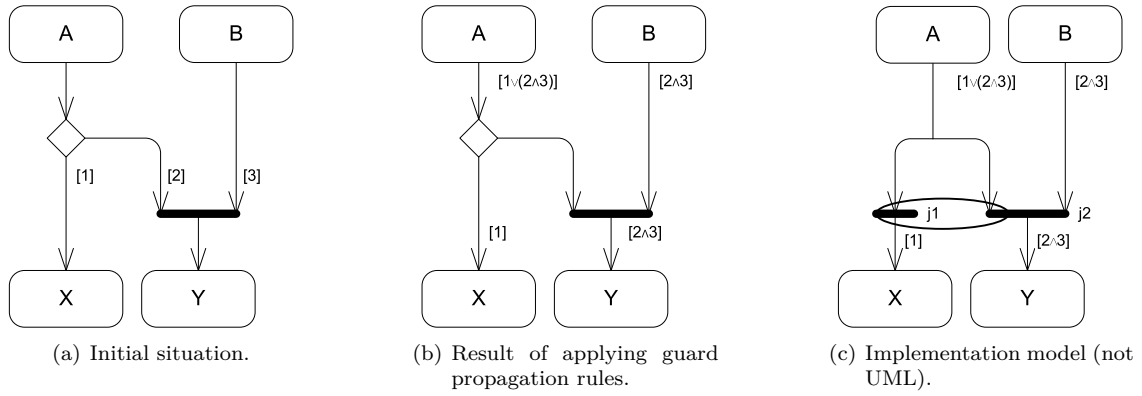 A B
[1]
[2]
[3]
X Y
(a) Initial situation.
A B
[1∨(2∧3)]
[2∧3]
[1]
[2∧3]
X Y
(b) Result of applying guard
propagation rules.
A B
[1∨(2∧3)]
[2∧3]
j1
j2
[1]
[2∧3]
X Y
(c) Implementation model (not
UML).